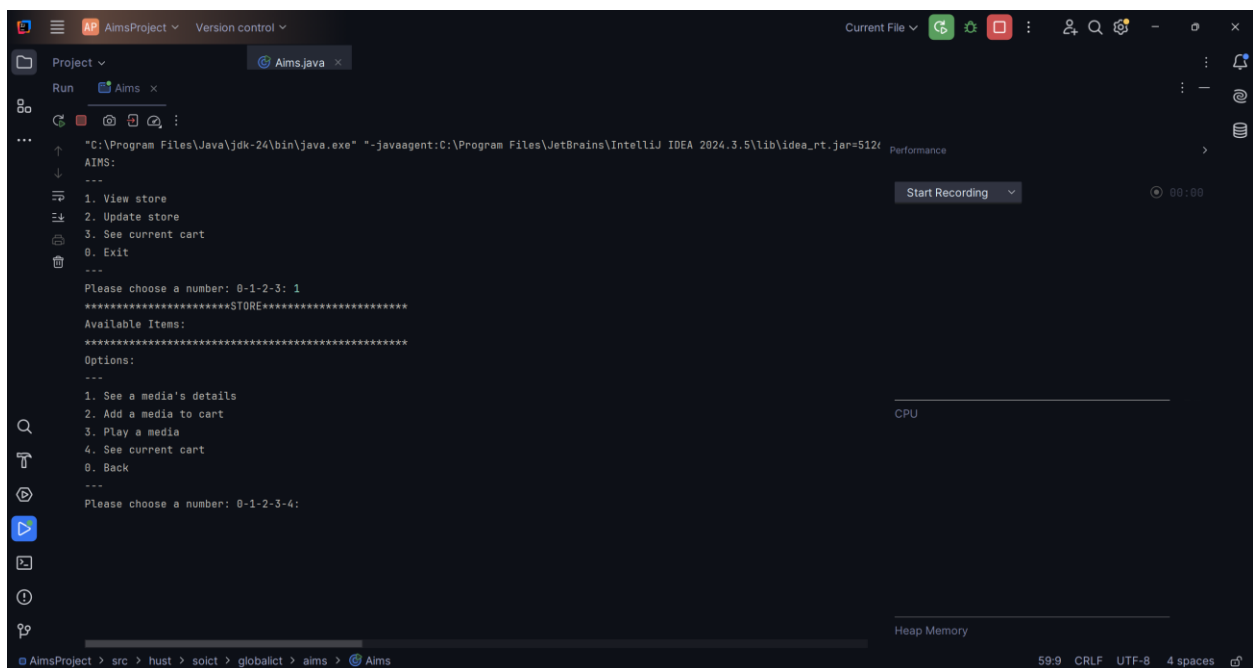 AP AimsProject Version control Current File
Project Aims.java
Run Aims
"C:\Program Files\Java\jdk-24\bin\java.exe" "-javaagent:C:\Program Files\JetBrains\IntelliJ IDEA 2024.3.5\lib\idea_rt.jar=5126
Performance
AIMS:
---
1. View store
Start Recording 00:00
2. Update store
3. See current cart
0. Exit
---
Please choose a number: 0-1-2-3: 1
***********************STORE***********************
Available Items:
***************************************************
Options:
---
1. See a media's details
2. Add a media to cart
CPU
3. Play a media
4. See current cart
0. Back
---
Please choose a number: 0-1-2-3-4:
Heap Memory
AimsProject > src > hust > soict > globalict > aims > Aims 59:9 CRLF UTF-8 4 spaces